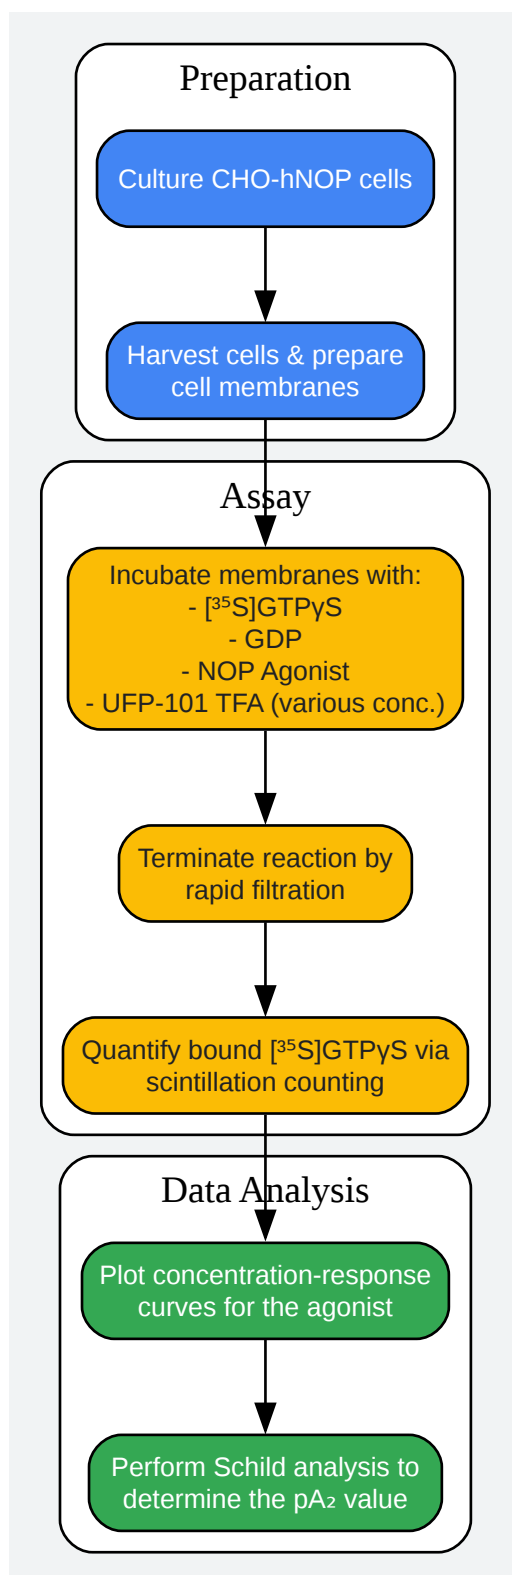 Preparation
Culture CHO-hNOP cells
Harvest cells & prepare
cell membranes
Assay
Incubate membranes with:
- [³⁵S]GTPγS
- GDP
- NOP Agonist
- UFP-101 TFA (various conc.)
Terminate reaction by
rapid filtration
Quantify bound [³⁵S]GTPγS via
scintillation counting
Data Analysis
Plot concentration-response
curves for the agonist
Perform Schild analysis to
determine the pA₂ value